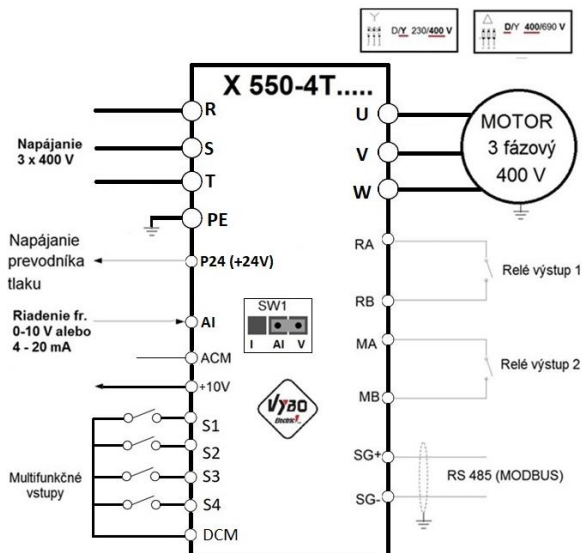 D/Y 230/400 V
D/Y 400/690 V
X 550-4T.....
R
S
T
PE
Napájanie
3 x 400 V
U
V
W
MOTOR
3 fázový
400 V
Napájanie
prevodníka
tlaku
P24 (+24V)
Riadenie fr.
0-10 V alebo
4 - 20 mA
AI
ACM
+10V
SW1
I AI V
VYBO
Electric
RA
RB
Relé výstup 1
MA
MB
Relé výstup 2
Multifunkčné
vstupy
S1
S2
S3
S4
DCM
SG+
SG-
RS 485 (MODBUS)